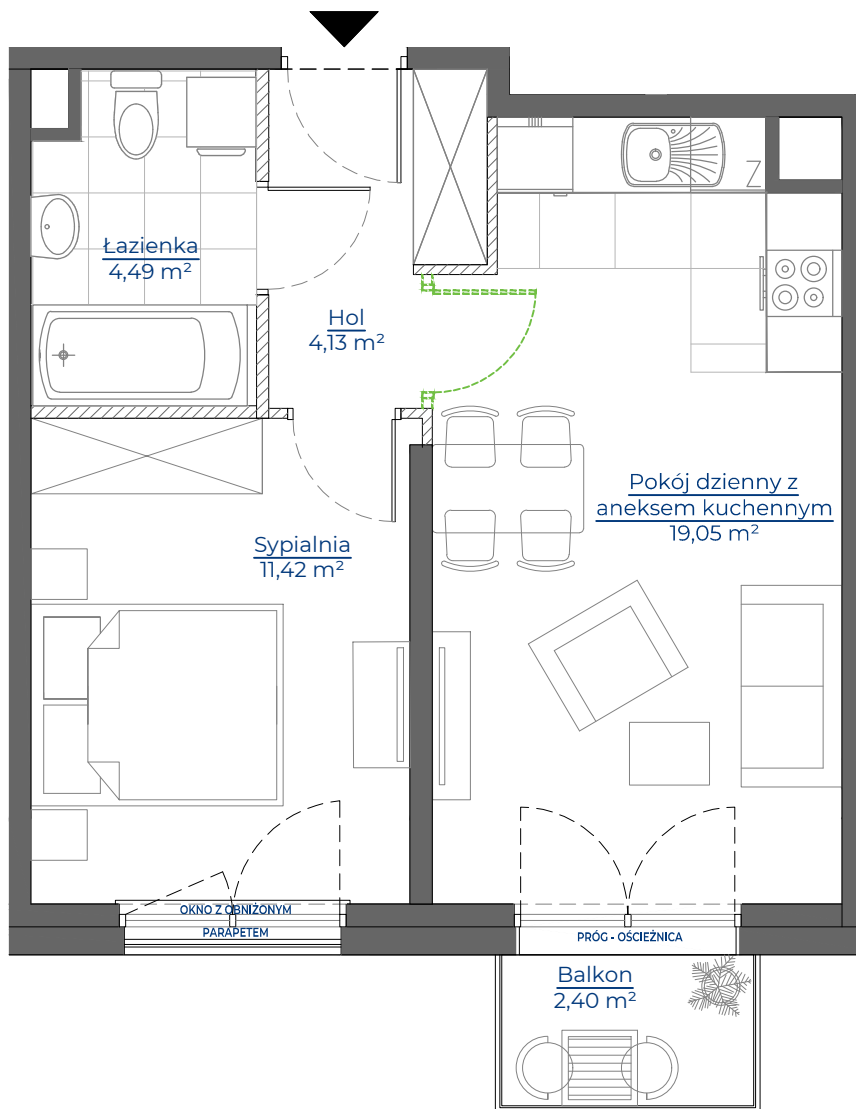 Łazienka
4,49 m²
Hol
4,13 m²
Z
Pokój dzienny z
aneksem kuchennym
19,05 m²
Sypialnia
11,42 m²
OKNO Z OBNIŻONYM
PARAPETEM
PRÓG - OŚCIEŻNICA
Balkon
2,40 m²